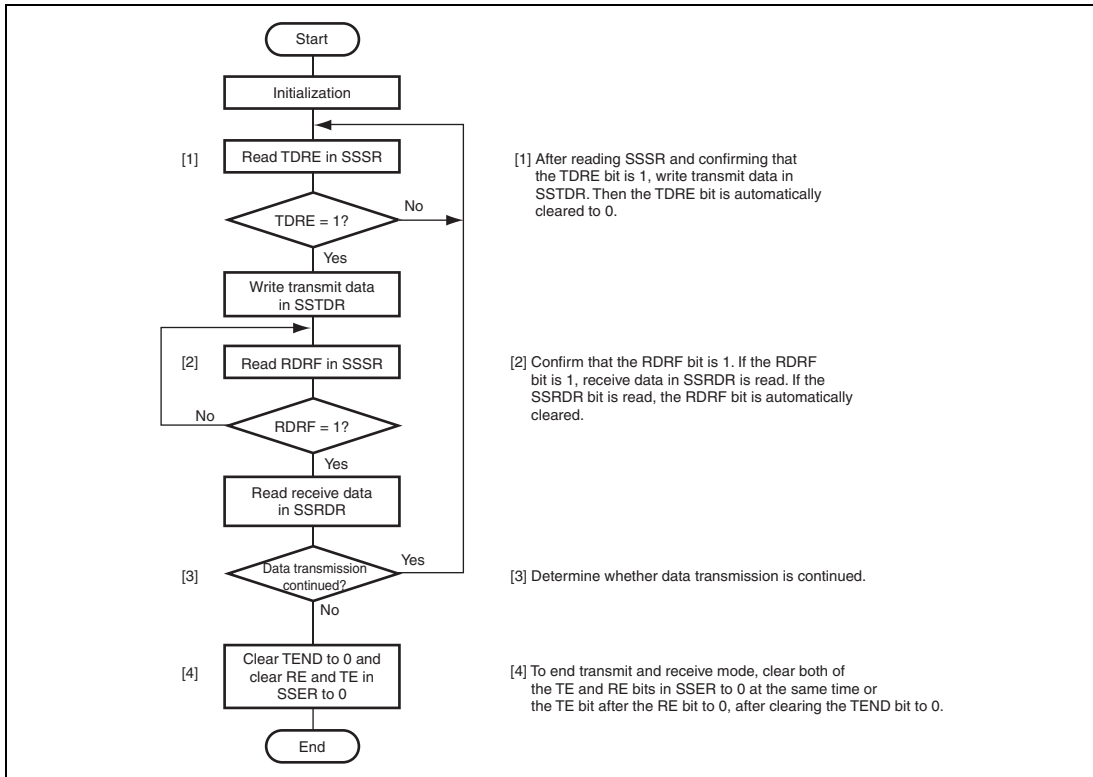 Start
Initialization
[1]
Read TDRE in SSSR
[1] After reading SSSR and confirming that
the TDRE bit is 1, write transmit data in
SSTDR. Then the TDRE bit is automatically
cleared to 0.
TDRE = 1?
No
Yes
Write transmit data
in SSTDR
[2]
Read RDRF in SSSR
[2] Confirm that the RDRF bit is 1. If the RDRF
bit is 1, receive data in SSRDR is read. If the
SSRDR bit is read, the RDRF bit is automatically
cleared.
No
RDRF = 1?
Yes
Read receive data
in SSRDR
[3]
Data transmission
continued?
Yes
[3] Determine whether data transmission is continued.
No
[4]
Clear TEND to 0 and
clear RE and TE in
SSER to 0
[4] To end transmit and receive mode, clear both of
the TE and RE bits in SSER to 0 at the same time or
the TE bit after the RE bit to 0, after clearing the TEND bit to 0.
End